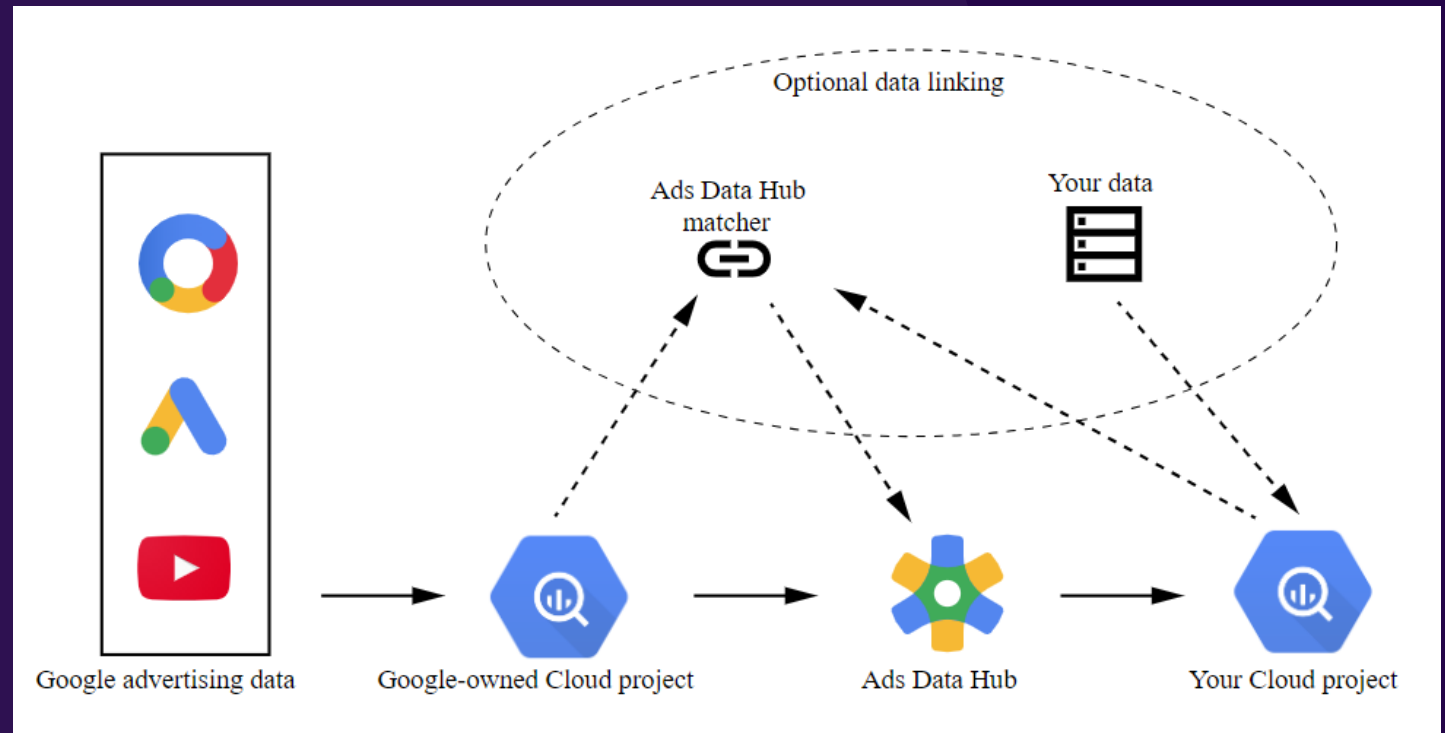 Optional data linking
Ads Data Hub
matcher
Your data
Google advertising data
Google-owned Cloud project
Ads Data Hub
Your Cloud project